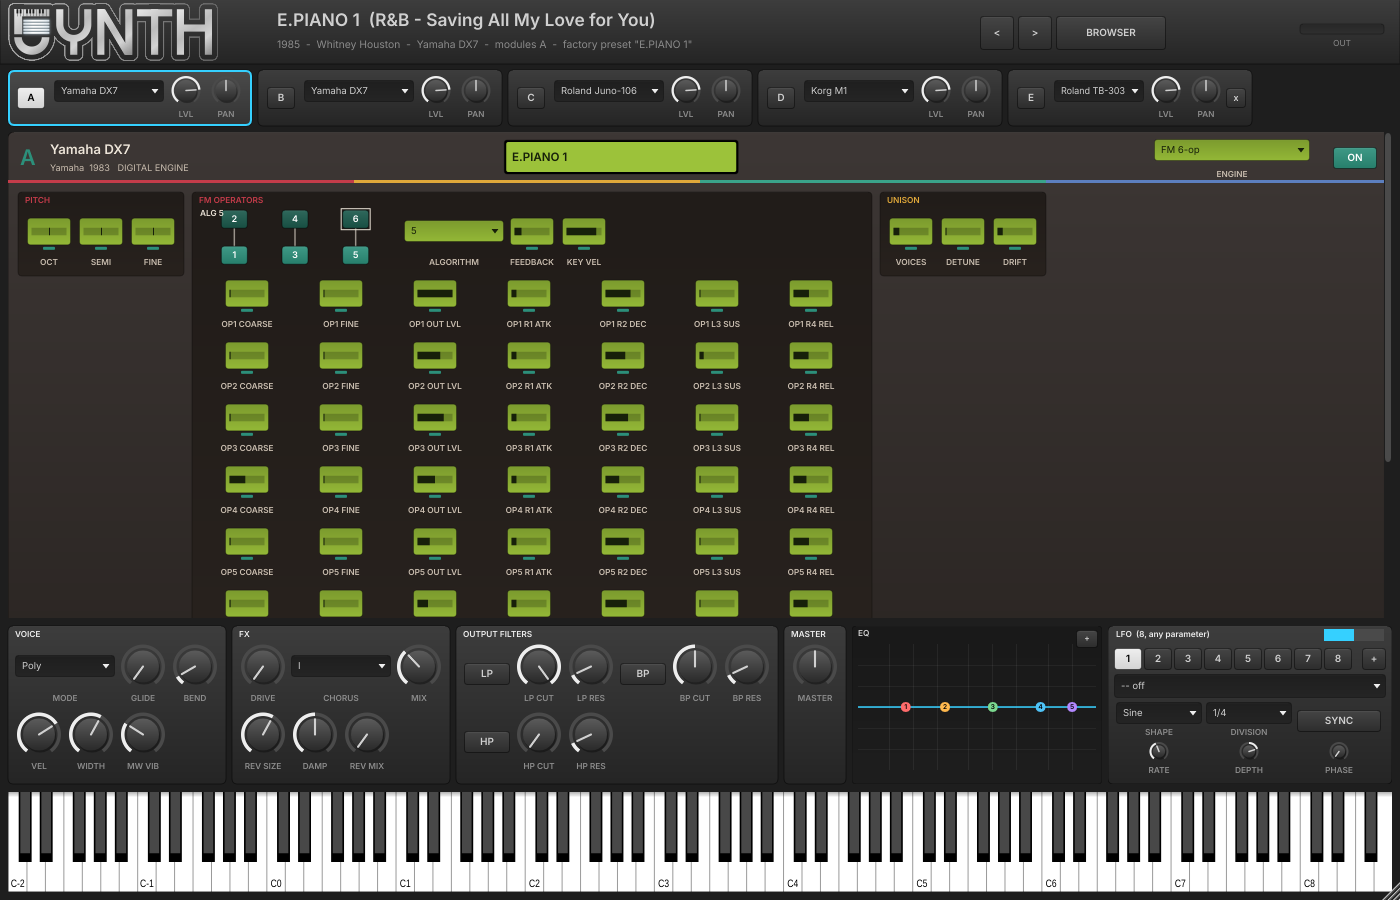 SYNTH
E.PIANO 1 (R&B - Saving All My Love for You)
1985 - Whitney Houston - Yamaha DX7 - modules A - factory preset "E.PIANO 1"
< > BROWSER
OUT
A Yamaha DX7 LVL PAN
B Yamaha DX7 LVL PAN
C Roland Juno-106 LVL PAN
D Korg M1 LVL PAN
E Roland TB-303 LVL PAN x
A Yamaha DX7
Yamaha 1983 DIGITAL ENGINE
E.PIANO 1
FM 6-op
ENGINE
ON
PITCH
OCT SEMI FINE
FM OPERATORS
ALG 5
2 4 6
1 3 5
5
ALGORITHM FEEDBACK KEY VEL
UNISON
VOICES DETUNE DRIFT
OP1 COARSE OP1 FINE OP1 OUT LVL OP1 R1 ATK OP1 R2 DEC OP1 L3 SUS OP1 R4 REL
OP2 COARSE OP2 FINE OP2 OUT LVL OP2 R1 ATK OP2 R2 DEC OP2 L3 SUS OP2 R4 REL
OP3 COARSE OP3 FINE OP3 OUT LVL OP3 R1 ATK OP3 R2 DEC OP3 L3 SUS OP3 R4 REL
OP4 COARSE OP4 FINE OP4 OUT LVL OP4 R1 ATK OP4 R2 DEC OP4 L3 SUS OP4 R4 REL
OP5 COARSE OP5 FINE OP5 OUT LVL OP5 R1 ATK OP5 R2 DEC OP5 L3 SUS OP5 R4 REL
VOICE
Poly
MODE GLIDE BEND
VEL WIDTH MW VIB
FX
I
DRIVE CHORUS MIX
REV SIZE DAMP REV MIX
OUTPUT FILTERS
LP BP
LP CUT LP RES BP CUT BP RES
HP
HP CUT HP RES
MASTER
MASTER
EQ
+
1 2 3 4 5
LFO (8, any parameter)
1 2 3 4 5 6 7 8 +
-- off
Sine 1/4 SYNC
SHAPE DIVISION
RATE DEPTH PHASE
C-2 C-1 C0 C1 C2 C3 C4 C5 C6 C7 C8